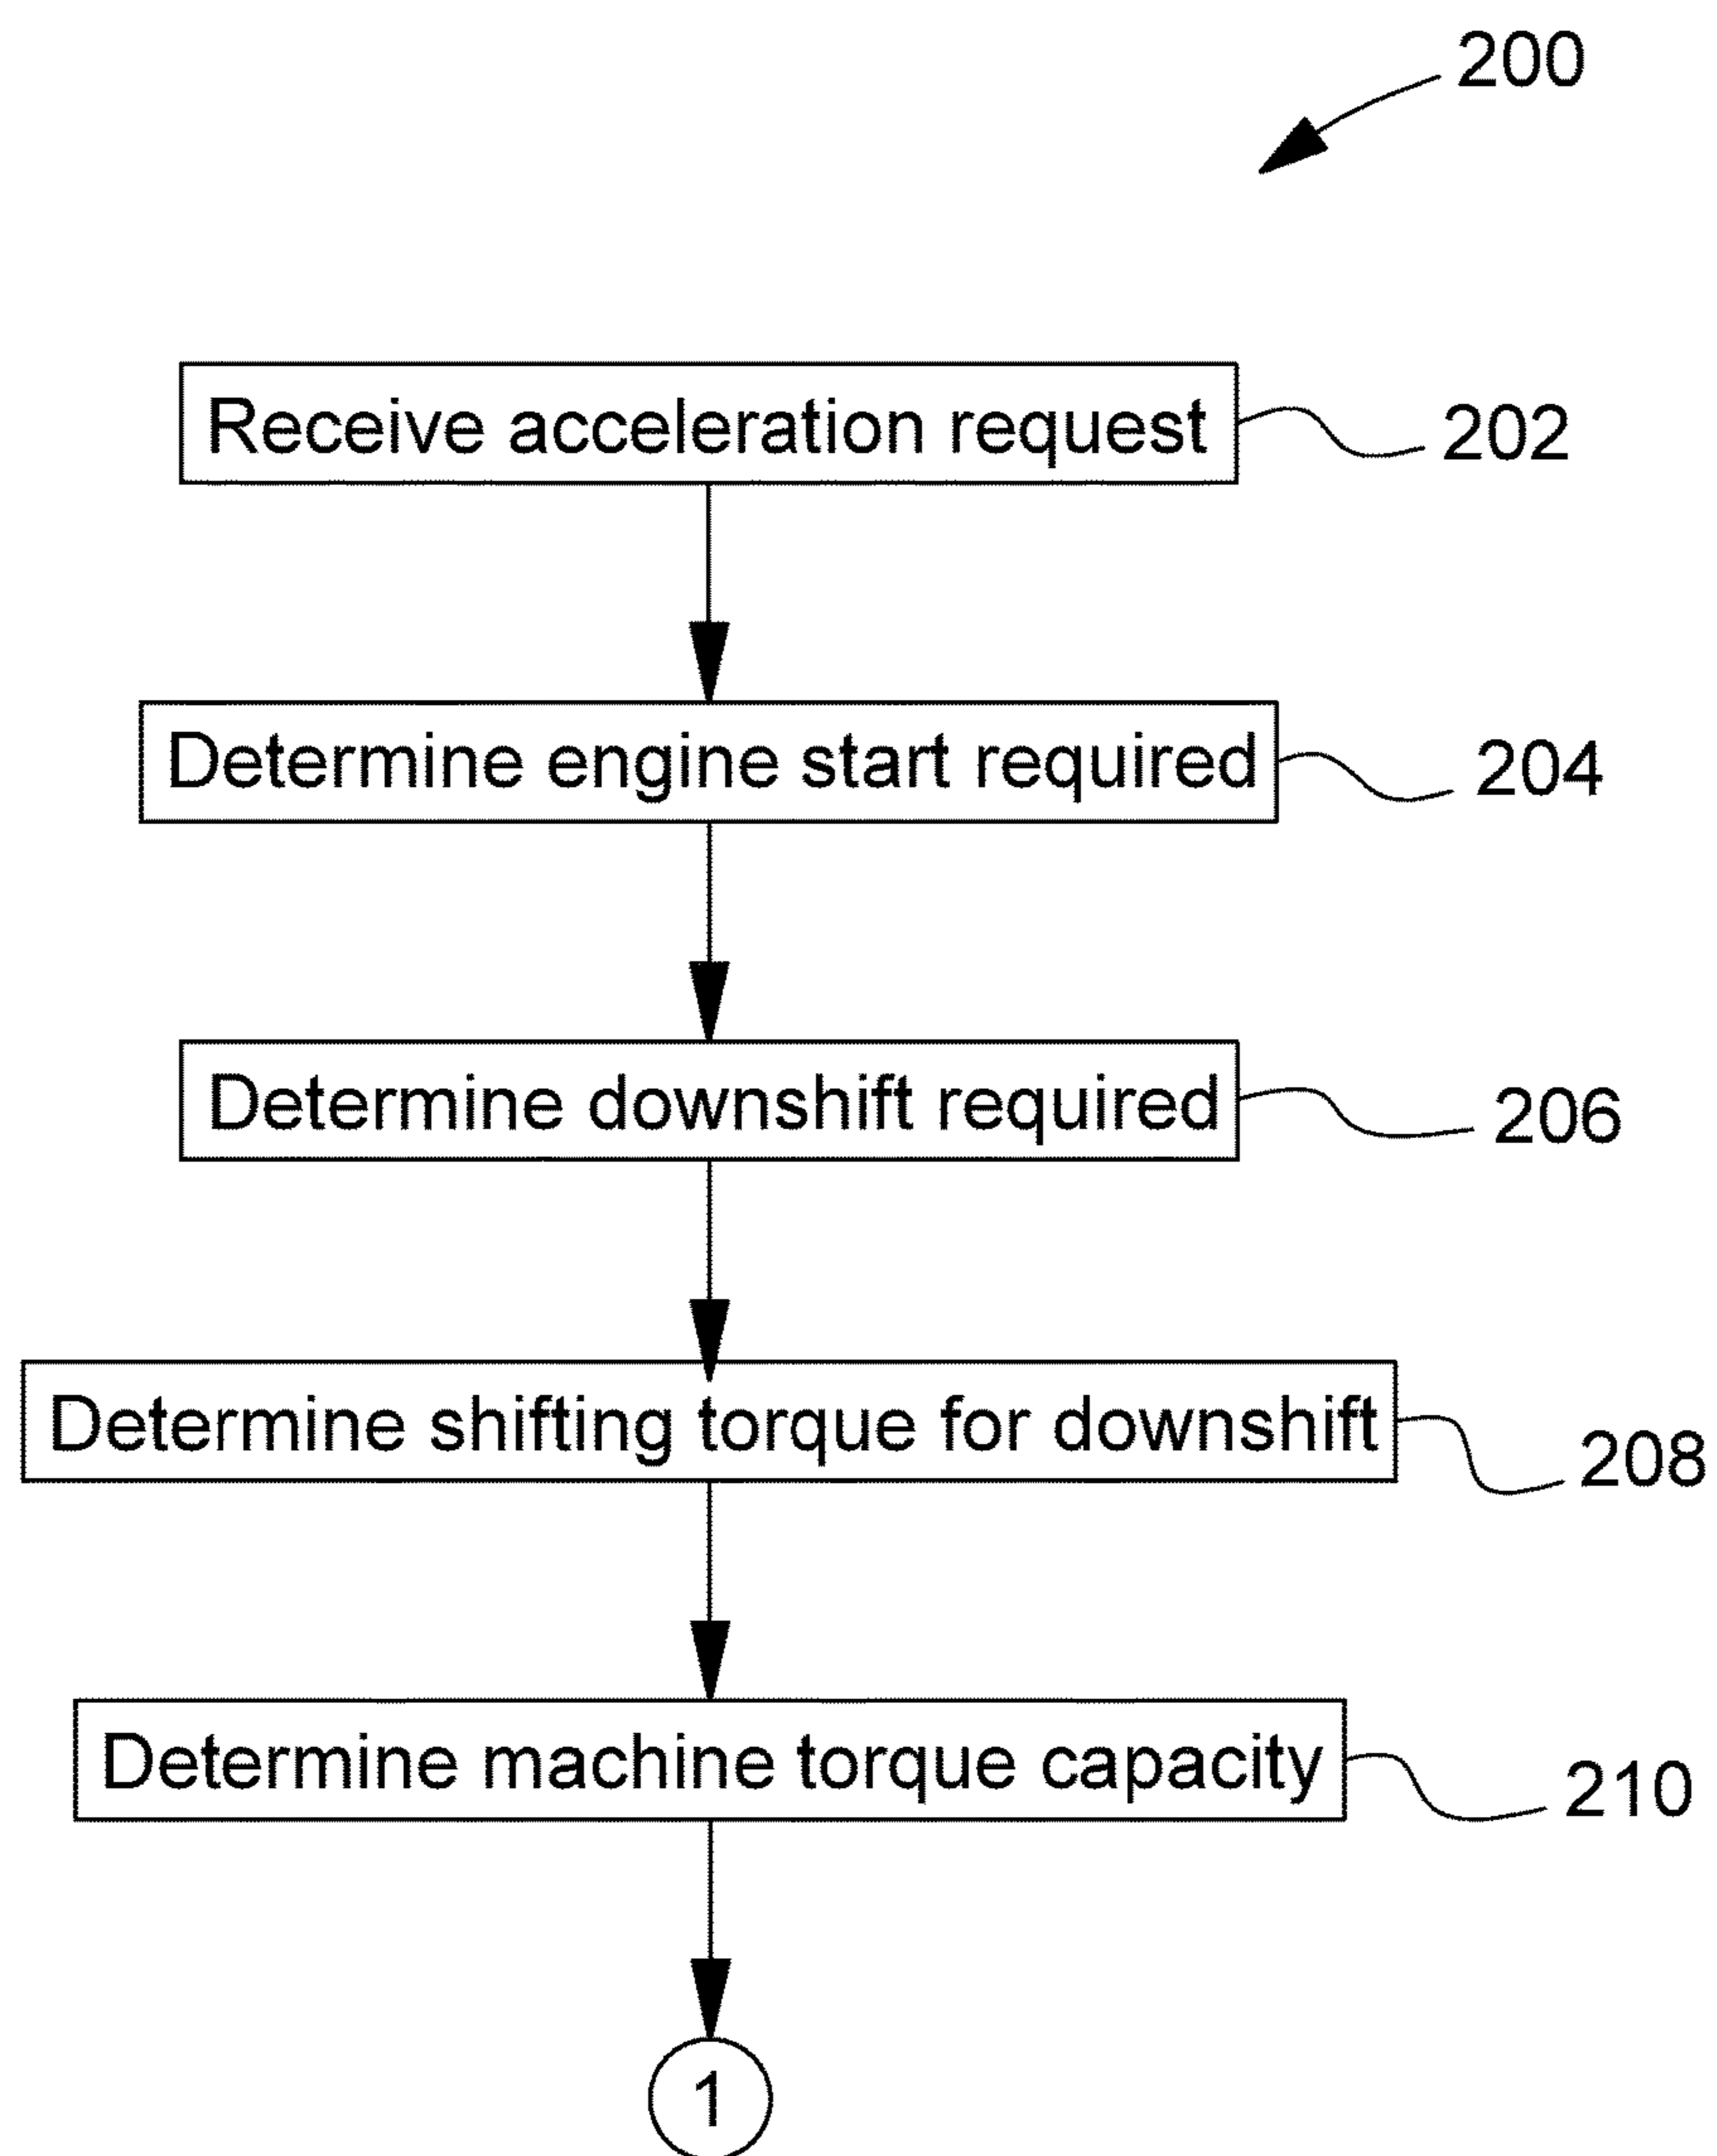 200
Receive acceleration request
202
Determine engine start required
204
Determine downshift required
206
Determine shifting torque for downshift
208
Determine machine torque capacity
210
1